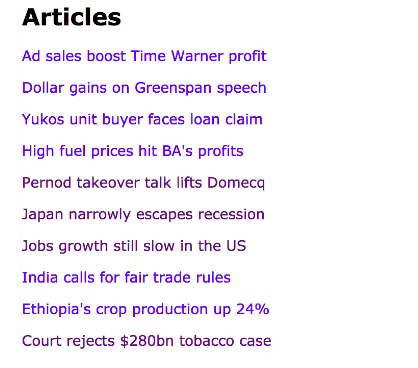 Articles
Ad sales boost Time Warner profit
Dollar gains on Greenspan speech
Yukos unit buyer faces loan claim
High fuel prices hit BA's profits
Pernod takeover talk lifts Domecq
Japan narrowly escapes recession
Jobs growth still slow in the US
India calls for fair trade rules
Ethiopia's crop production up 24%
Court rejects $280bn tobacco case